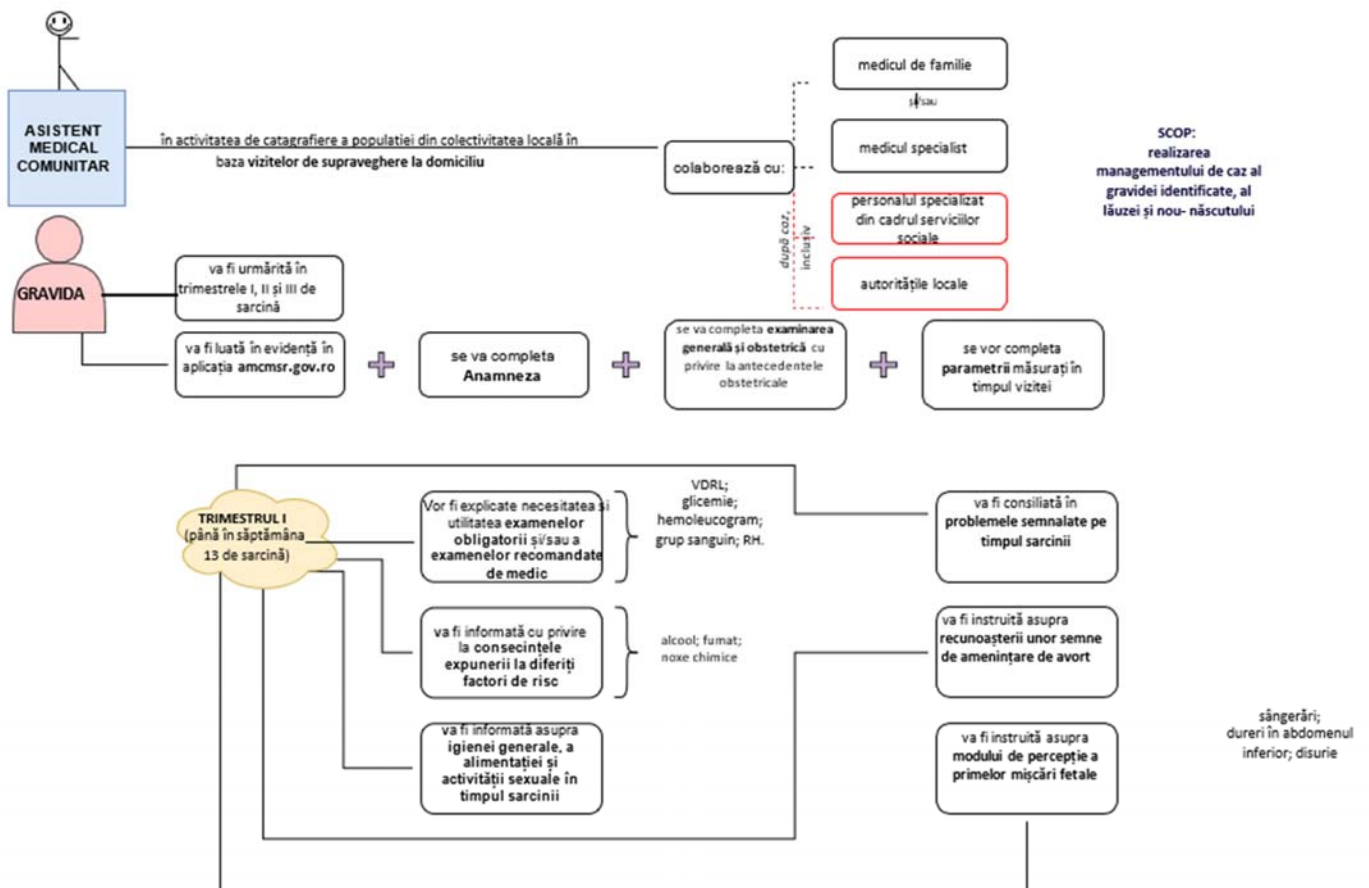 ASISTENT
MEDICAL
COMUNITAR
în activitatea de catagrafiere a populatiei din colectivitatea locală în
baza vizitelor de supraveghere la domiciliu
colaborează cu:
medicul de familie
și/sau
medicul specialist
după caz,
inclusiv
personalul specializat
din cadrul serviciilor
sociale
autoritățile locale
SCOP:
realizarea
managementului de caz al
gravidei identificate, al
lăuzei și nou- născutului
GRAVIDA
va fi urmărită în
trimestrele I, II și III de
sarcină
va fi luată în evidență în
aplicația amcmsr.gov.ro
se va completa
Anamneza
se va completa examinarea
generală și obstetrică cu
privire la antecedentele
obstetricale
se vor completa
parametrii măsurați în
timpul vizitei
TRIMESTRUL I
(până în săptămâna
13 de sarcină)
Vor fi explicate necesitatea si
utilitatea examenelor
obligatorii și/sau a
examenelor recomandate
de medic
VDRL;
glicemie;
hemoleucogram;
grup sanguin; RH.
va fi consiliată în
problemele semnalate pe
timpul sarcinii
va fi informată cu privire
la consecințele
expunerii la diferiți
factori de risc
alcool; fumat;
noxe chimice
va fi instruită asupra
recunoașterii unor semne
de amenințare de avort
va fi informată asupra
igienei generale, a
alimentației și
activității sexuale în
timpul sarcinii
va fi instruită asupra
modului de percepție a
primelor mișcări fetale
sângerări;
dureri în abdomenul
inferior; disurie